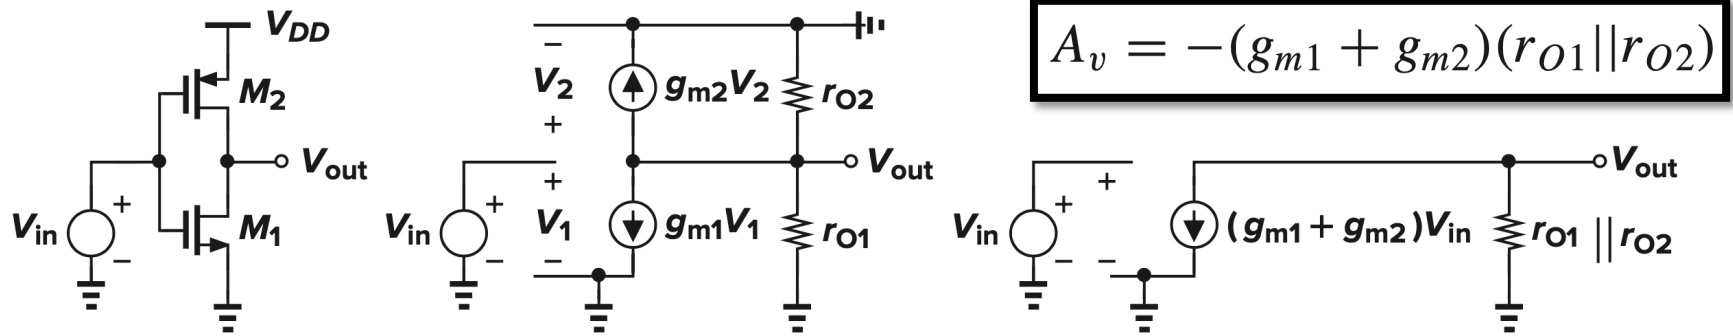 V_DD
M_2
V_out
V_in
+
−
M_1
−
V_2
+
g_m2V_2
r_O2
V_out
V_in
+
−
+
V_1
−
g_m1V_1
r_O1
A_v = −(g_m1 + g_m2)(r_O1||r_O2)
V_in
+
−
+
−
(g_m1 + g_m2)V_in
r_O1 || r_O2
V_out